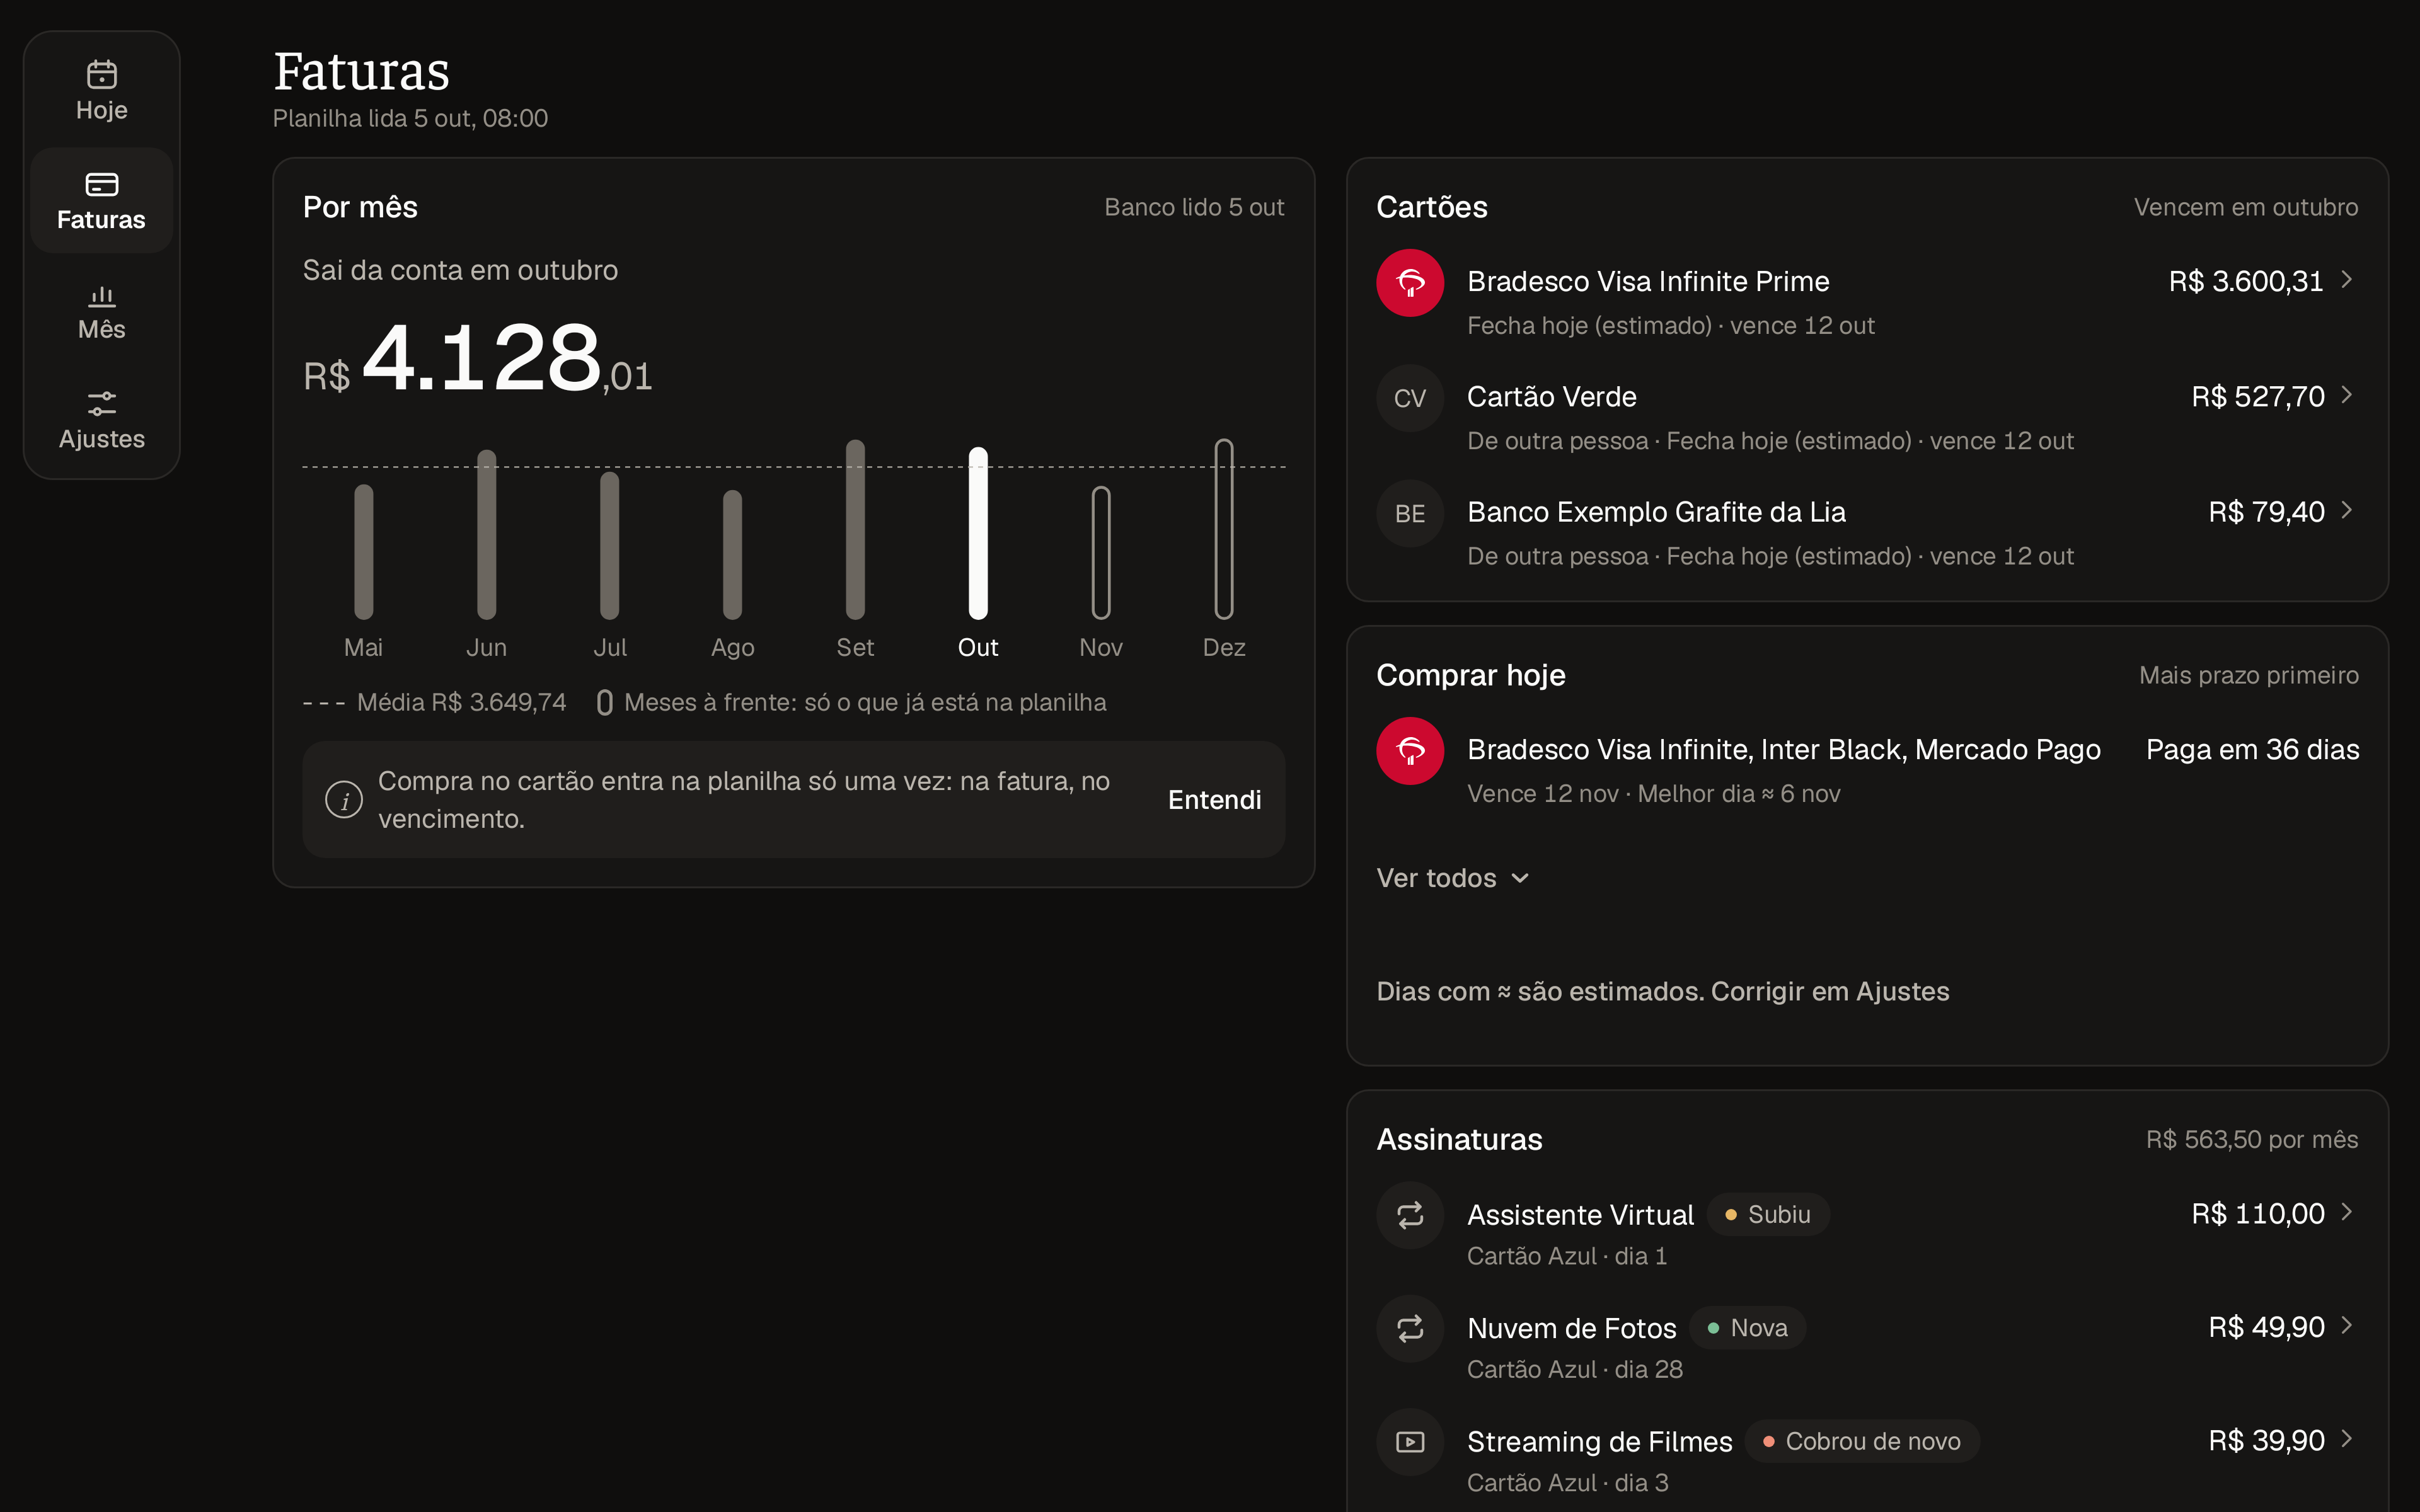 Hoje
Faturas
Mês
Ajustes
Faturas
Planilha lida 5 out, 08:00
Por mês
Banco lido 5 out
Sai da conta em outubro
R$ 4.128,01
Mai
Jun
Jul
Ago
Set
Out
Nov
Dez
Média R$ 3.649,74
Meses à frente: só o que já está na planilha
Compra no cartão entra na planilha só uma vez: na fatura, no
vencimento.
Entendi
Cartões
Vencem em outubro
Bradesco Visa Infinite Prime
R$ 3.600,31
Fecha hoje (estimado) · vence 12 out
CV
Cartão Verde
R$ 527,70
De outra pessoa · Fecha hoje (estimado) · vence 12 out
BE
Banco Exemplo Grafite da Lia
R$ 79,40
De outra pessoa · Fecha hoje (estimado) · vence 12 out
Comprar hoje
Mais prazo primeiro
Bradesco Visa Infinite, Inter Black, Mercado Pago
Paga em 36 dias
Vence 12 nov · Melhor dia ≈ 6 nov
Ver todos
Dias com ≈ são estimados. Corrigir em Ajustes
Assinaturas
R$ 563,50 por mês
Assistente Virtual
Subiu
R$ 110,00
Cartão Azul · dia 1
Nuvem de Fotos
Nova
R$ 49,90
Cartão Azul · dia 28
Streaming de Filmes
Cobrou de novo
R$ 39,90
Cartão Azul · dia 3